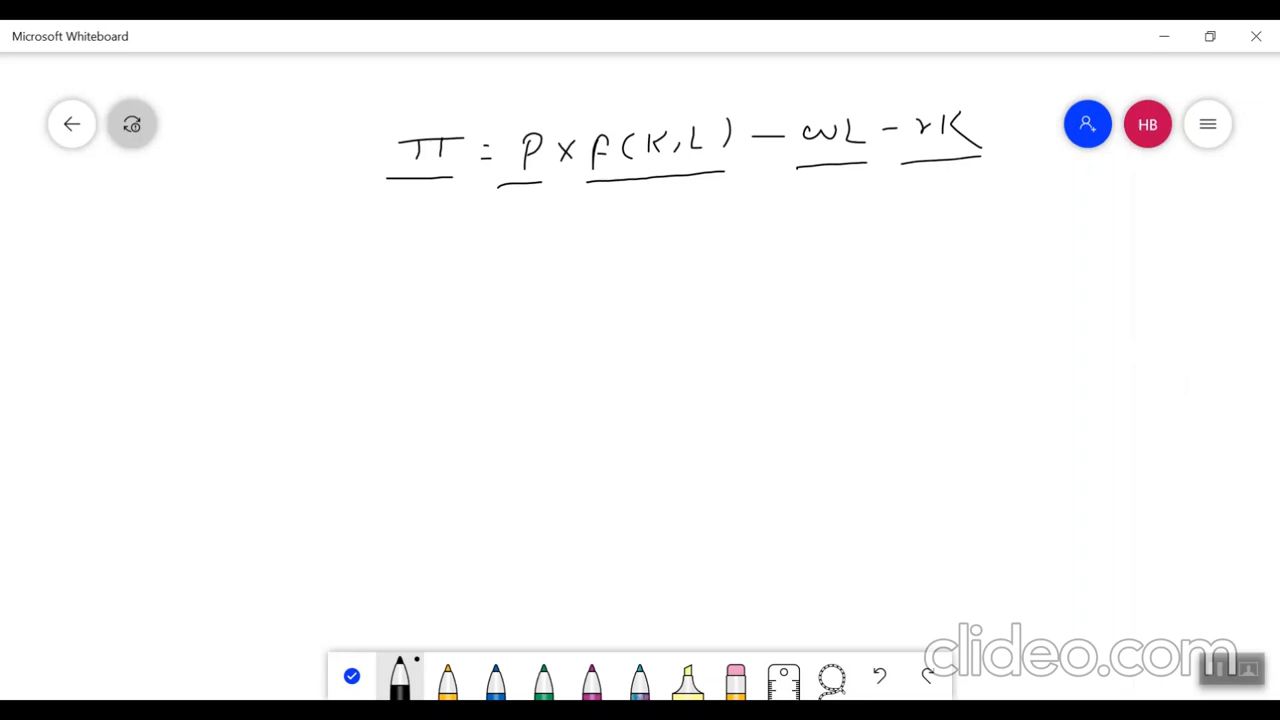 Microsoft Whiteboard
π = P × f(K, L) — wL - rK
HB
clideo.com